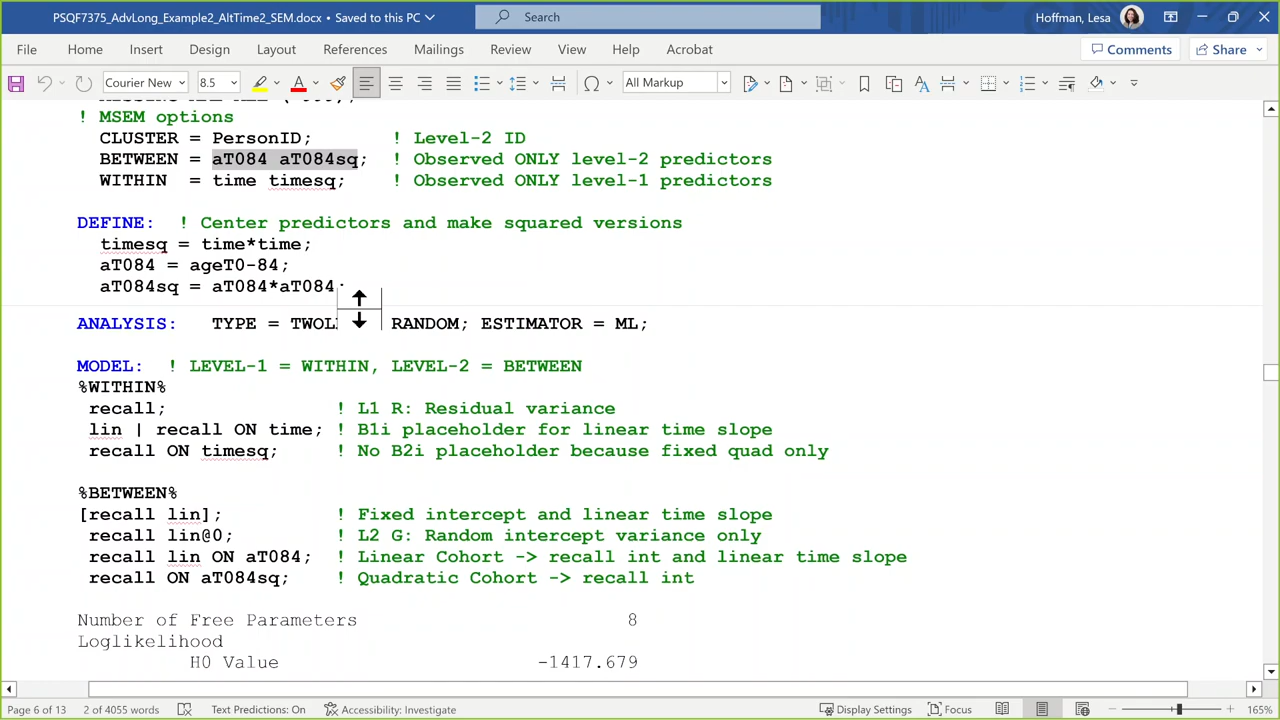 PSQF7375_AdvLong_Example2_AltTime2_SEM.docx • Saved to this PC
Search
Hoffman, Lesa
File Home Insert Design Layout References Mailings Review View Help Acrobat
Comments Share
Courier New 8.5 All Markup
! MSEM options
CLUSTER = PersonID; ! Level-2 ID
BETWEEN = aT084 aT084sq; ! Observed ONLY level-2 predictors
WITHIN = time timesq; ! Observed ONLY level-1 predictors
DEFINE: ! Center predictors and make squared versions
timesq = time*time;
aT084 = ageT0-84;
aT084sq = aT084*aT084;
ANALYSIS: TYPE = RANDOM; ESTIMATOR = ML;
MODEL: ! LEVEL-1 = WITHIN, LEVEL-2 = BETWEEN
%WITHIN%
recall; ! L1 R: Residual variance
lin | recall ON time; ! B1i placeholder for linear time slope
recall ON timesq; ! No B2i placeholder because fixed quad only
%BETWEEN%
[recall lin]; ! Fixed intercept and linear time slope
recall lin@0; ! L2 G: Random intercept variance only
recall lin ON aT084; ! Linear Cohort -> recall int and linear time slope
recall ON aT084sq; ! Quadratic Cohort -> recall int
Number of Free Parameters 8
Loglikelihood
H0 Value -1417.679
Page 6 of 13 2 of 4055 words Text Predictions: On Accessibility: Investigate Display Settings Focus 165%